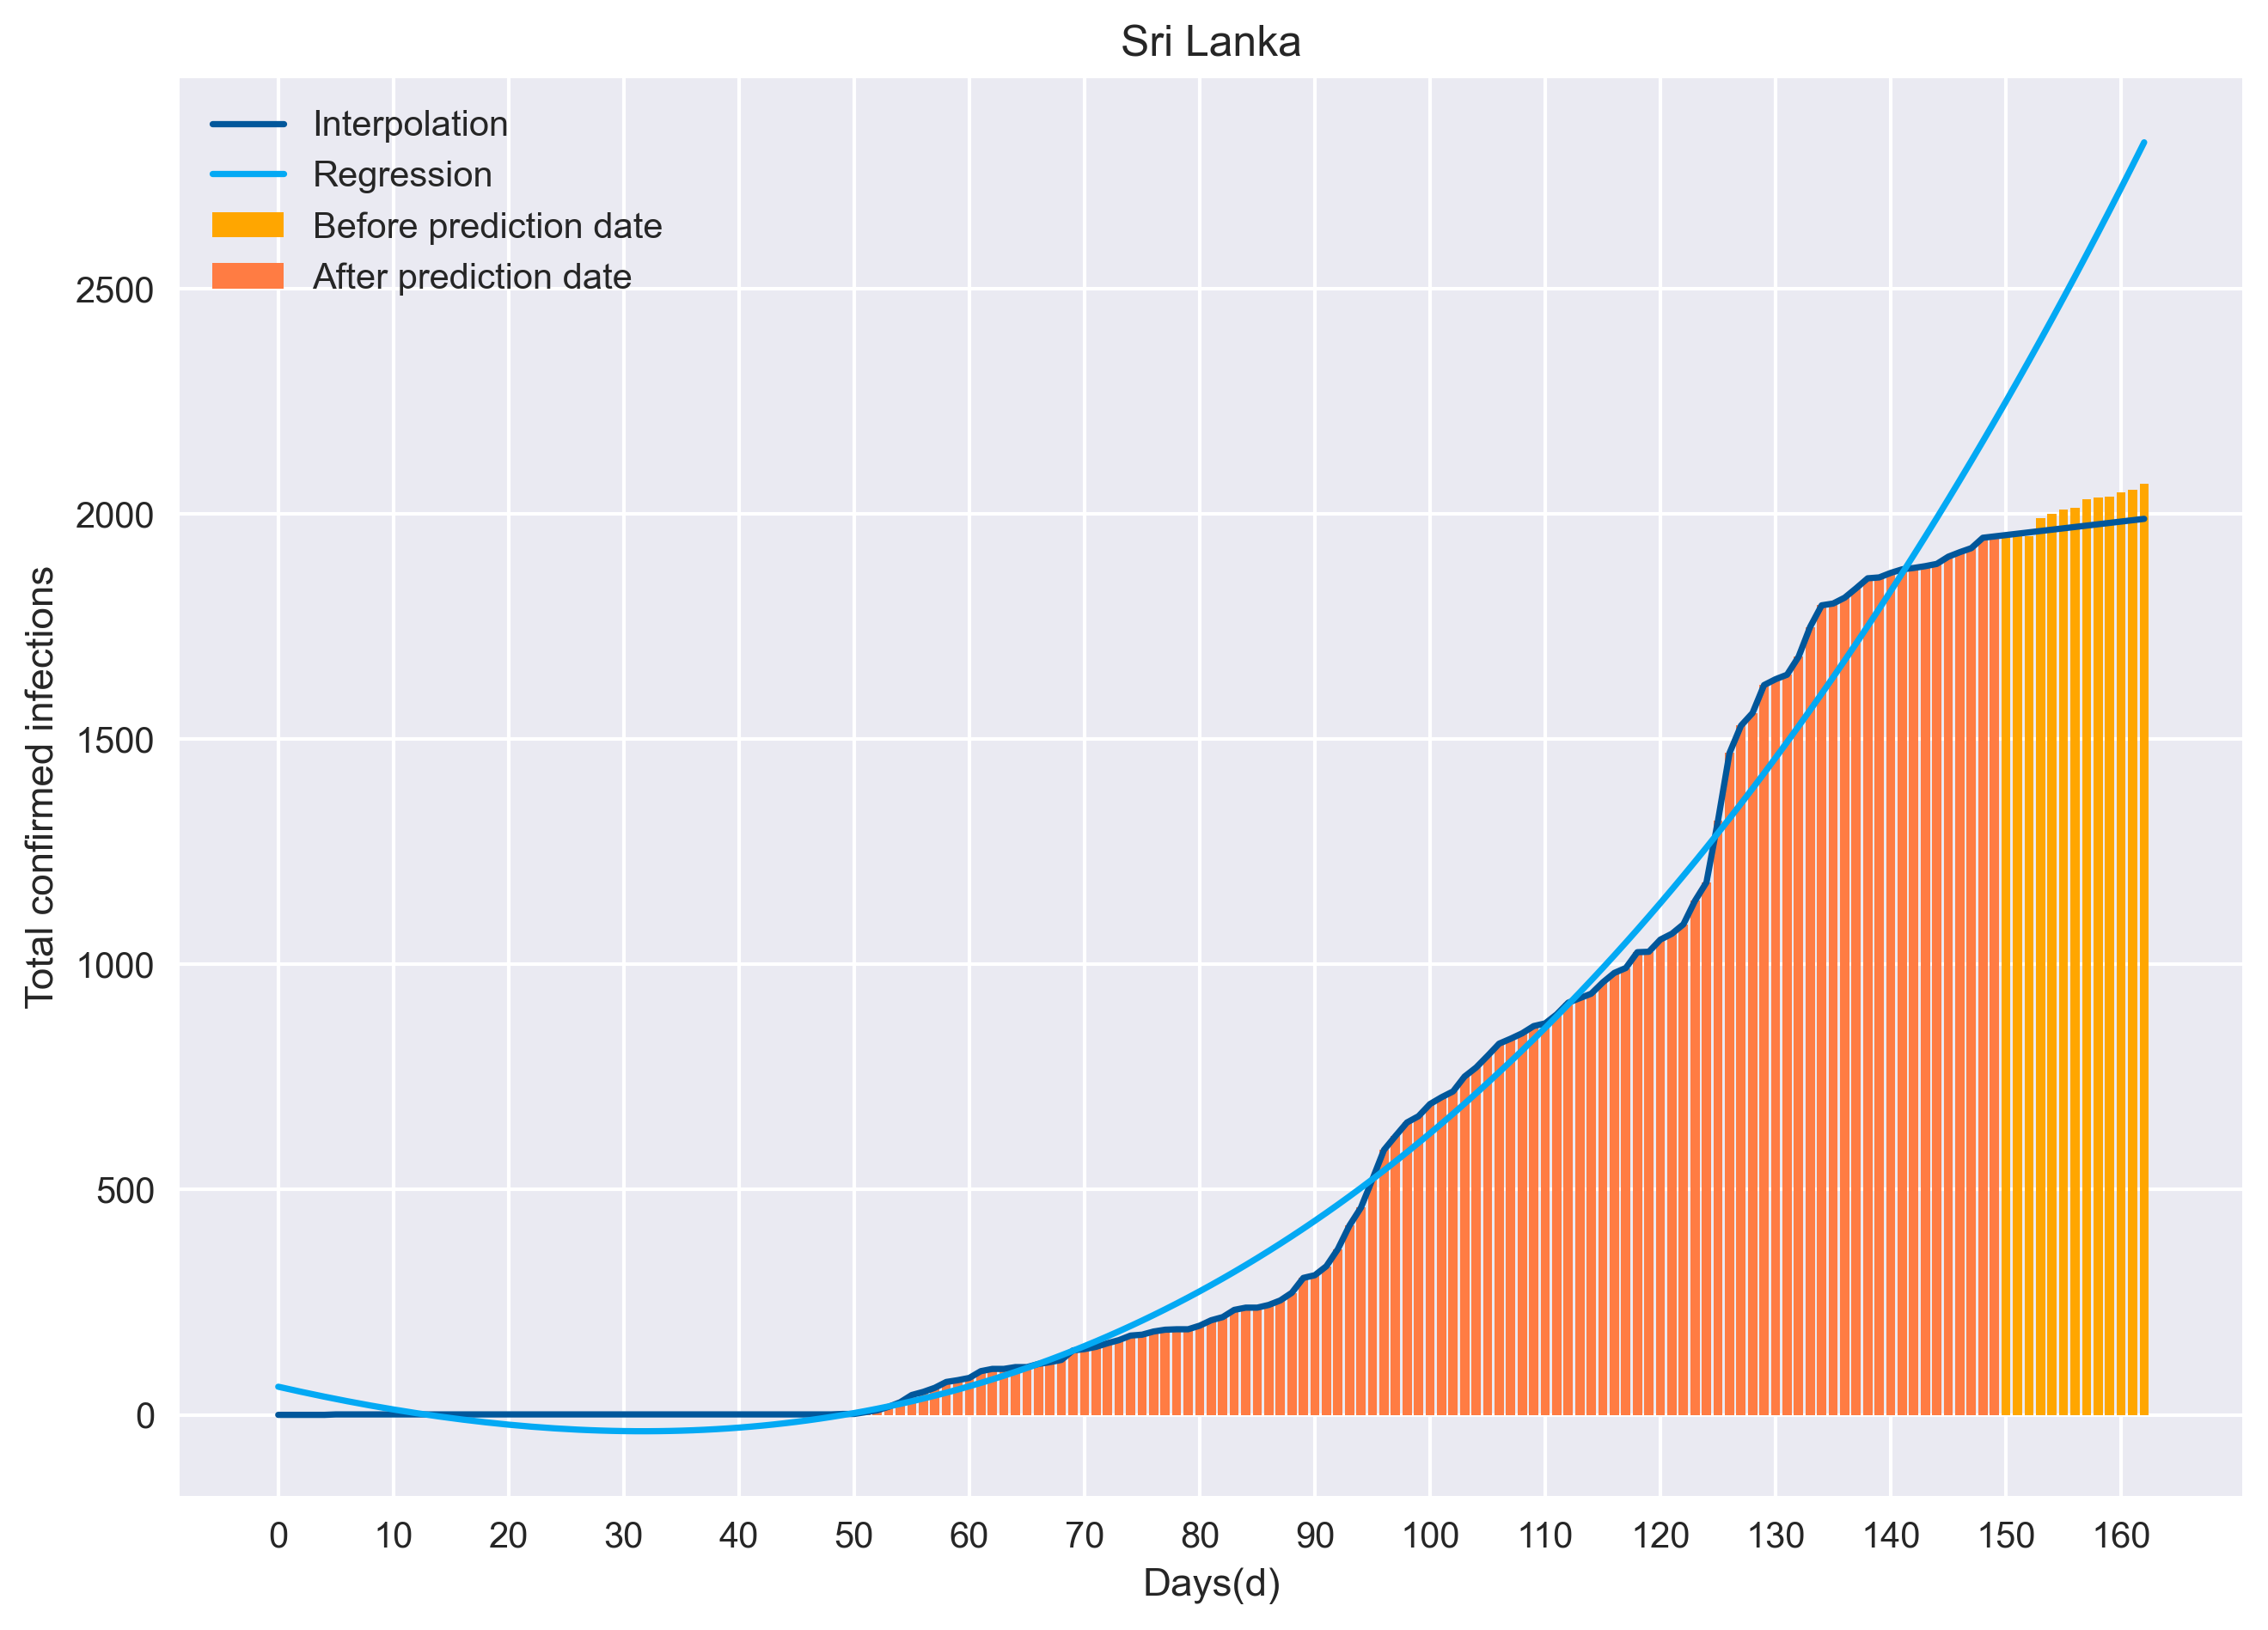 Sri Lanka
Interpolation
Regression
Before prediction date
After prediction date
2500
2000
1500
1000
500
0
Total confirmed infections
0 10 20 30 40 50 60 70 80 90 100 110 120 130 140 150 160
Days(d)